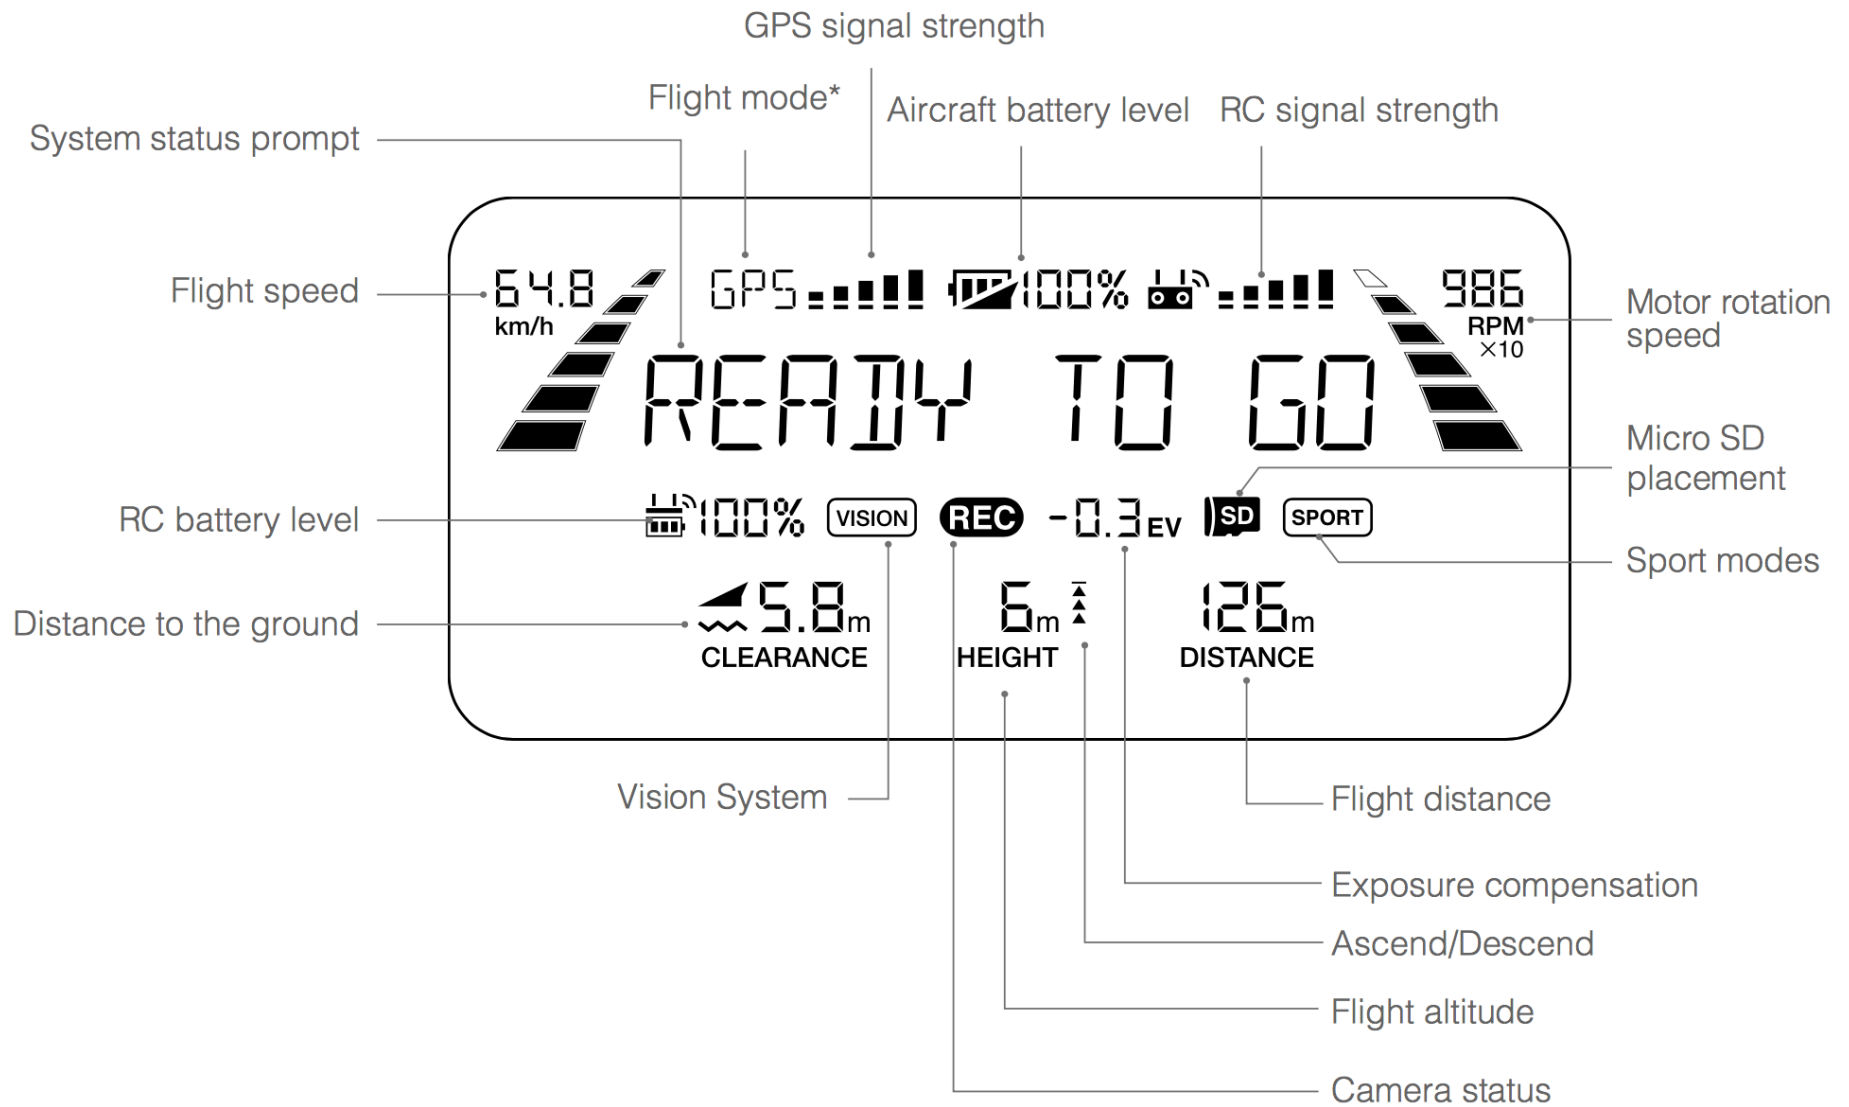 GPS signal strength
Flight mode*
Aircraft battery level
RC signal strength
System status prompt
Flight speed
64.8
km/h
GPS
100%
986
RPM
×10
Motor rotation
speed
READY TO GO
Micro SD
placement
RC battery level
100%
VISION
REC
-0.3 EV
SD
SPORT
Sport modes
Distance to the ground
5.8m
CLEARANCE
6m
HEIGHT
126m
DISTANCE
Vision System
Flight distance
Exposure compensation
Ascend/Descend
Flight altitude
Camera status